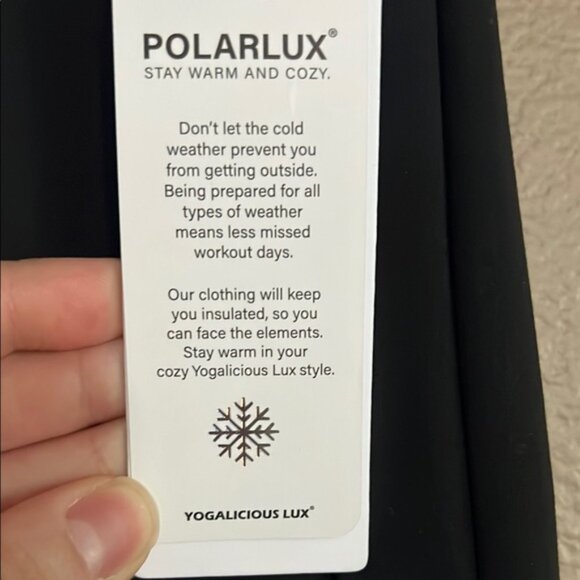 POLARLUX®
STAY WARM AND COZY.
Don't let the cold
weather prevent you
from getting outside.
Being prepared for all
types of weather
means less missed
workout days.
Our clothing will keep
you insulated, so you
can face the elements.
Stay warm in your
cozy Yogalicious Lux style.
YOGALICIOUS LUX®